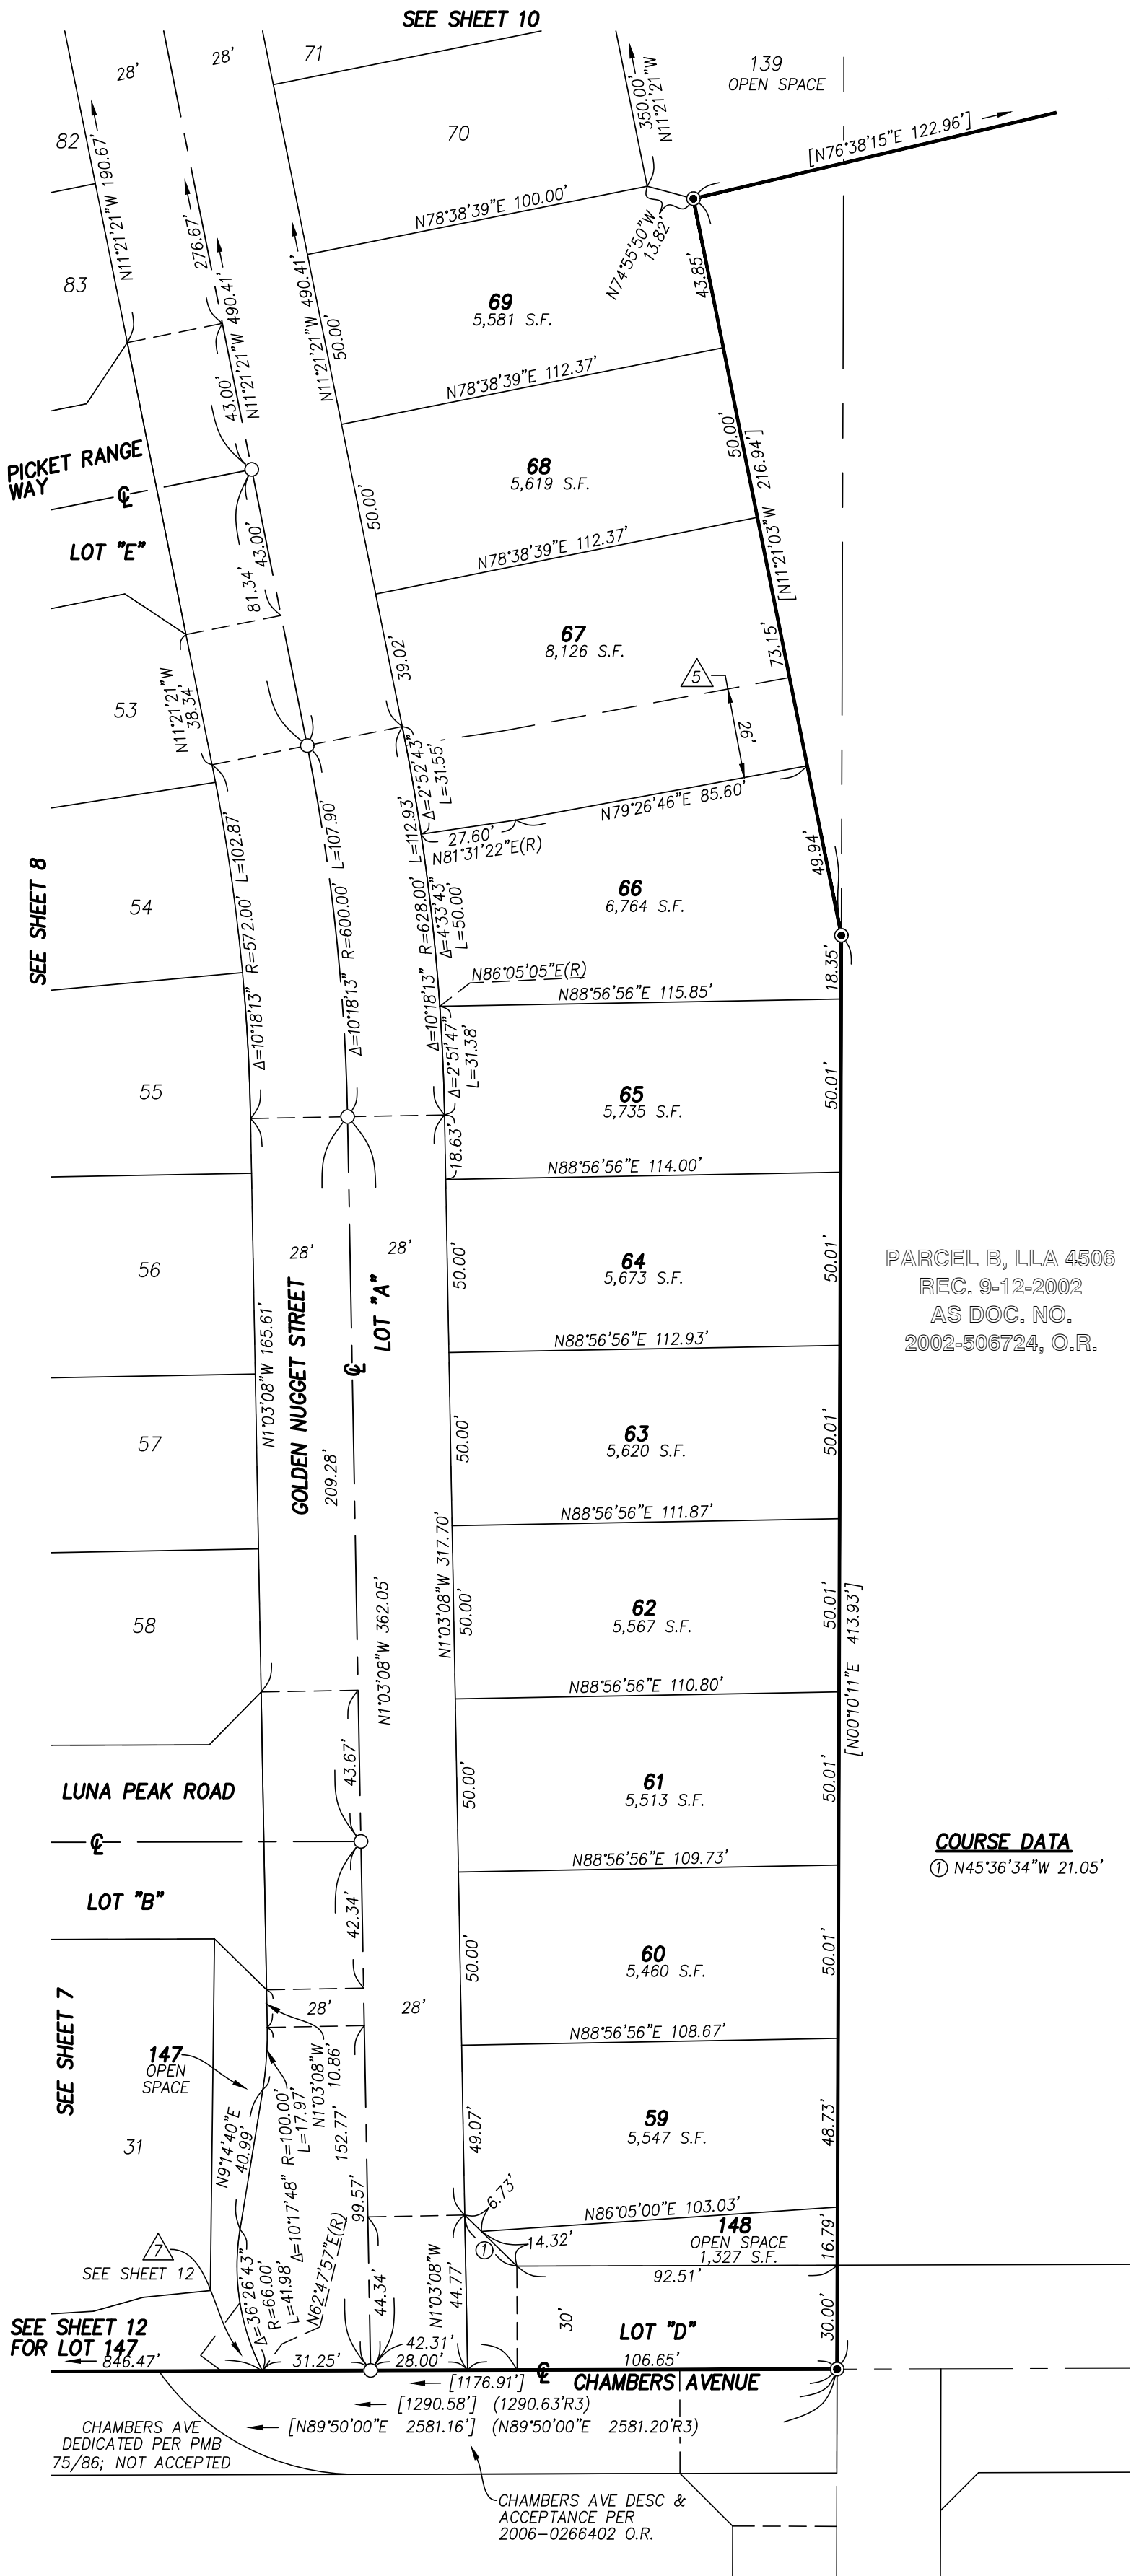 SEE SHEET 10
28'
28'
71
139
OPEN SPACE
82
N11°21'21"W 190.67'
70
350.00'
N11°21'21"W
[N76°38'15"E 122.96']
276.67'
N78°38'39"E 100.00'
N74°55'50"W
13.82'
83
N11°21'21"W 490.41'
N11°21'21"W 490.41'
43.00'
50.00'
69
5,581 S.F.
43.85'
N78°38'39"E 112.37'
PICKET RANGE
WAY
℄
LOT "E"
43.00'
81.34'
50.00'
68
5,619 S.F.
50.00'
[N11°21'03"W 216.94']
N78°38'39"E 112.37'
39.02'
67
8,126 S.F.
73.15'
5
26'
53
N11°21'21"W
38.34'
Δ=2°52'43"
L=31.55'
N79°26'46"E 85.60'
27.60'
N81°31'22"E(R)
SEE SHEET 8
54
Δ=10°18'13" R=572.00' L=102.87'
Δ=10°18'13" R=600.00' L=107.90'
Δ=10°18'13" R=628.00' L=112.93'
Δ=4°33'43"
L=50.00'
66
6,764 S.F.
49.94'
18.35'
N86°05'05"E(R)
N88°56'56"E 115.85'
55
Δ=2°51'47"
L=31.38'
18.63'
65
5,735 S.F.
50.01'
N88°56'56"E 114.00'
56
28'
28'
50.00'
64
5,673 S.F.
50.01'
PARCEL B, LLA 4506
REC. 9-12-2002
AS DOC. NO.
2002-506724, O.R.
N1°03'08"W 165.61'
GOLDEN NUGGET STREET
LOT "A"
℄
N88°56'56"E 112.93'
57
209.28'
50.00'
63
5,620 S.F.
50.01'
N88°56'56"E 111.87'
58
N1°03'08"W 362.05'
N1°03'08"W 317.70'
50.00'
62
5,567 S.F.
50.01'
[N00°10'11"E 413.93']
N88°56'56"E 110.80'
LUNA PEAK ROAD
℄
43.67'
50.00'
61
5,513 S.F.
50.01'
COURSE DATA
1 N45°36'34"W 21.05'
N88°56'56"E 109.73'
LOT "B"
42.34'
50.00'
60
5,460 S.F.
50.01'
28'
28'
N88°56'56"E 108.67'
SEE SHEET 7
147
OPEN
SPACE
N1°03'08"W
10.86'
31
N9°14'40"E
40.99'
Δ=10°17'48" R=100.00'
L=17.97'
152.77'
49.07'
59
5,547 S.F.
48.73'
99.57'
6.73'
N86°05'00"E 103.03'
148
OPEN SPACE
1,327 S.F.
16.79'
14.32'
1
92.51'
7
SEE SHEET 12
Δ=36°26'43"
R=66.00'
L=41.98'
N62°47'57"E(R)
44.34'
N1°03'08"W
44.77'
30'
LOT "D"
30.00'
SEE SHEET 12
FOR LOT 147
846.47'
31.25'
42.31'
28.00'
℄
106.65'
CHAMBERS AVENUE
[1176.91']
[1290.58'] (1290.63'R3)
[N89°50'00"E 2581.16'] (N89°50'00"E 2581.20'R3)
CHAMBERS AVE
DEDICATED PER PMB
75/86; NOT ACCEPTED
CHAMBERS AVE DESC &
ACCEPTANCE PER
2006-0266402 O.R.